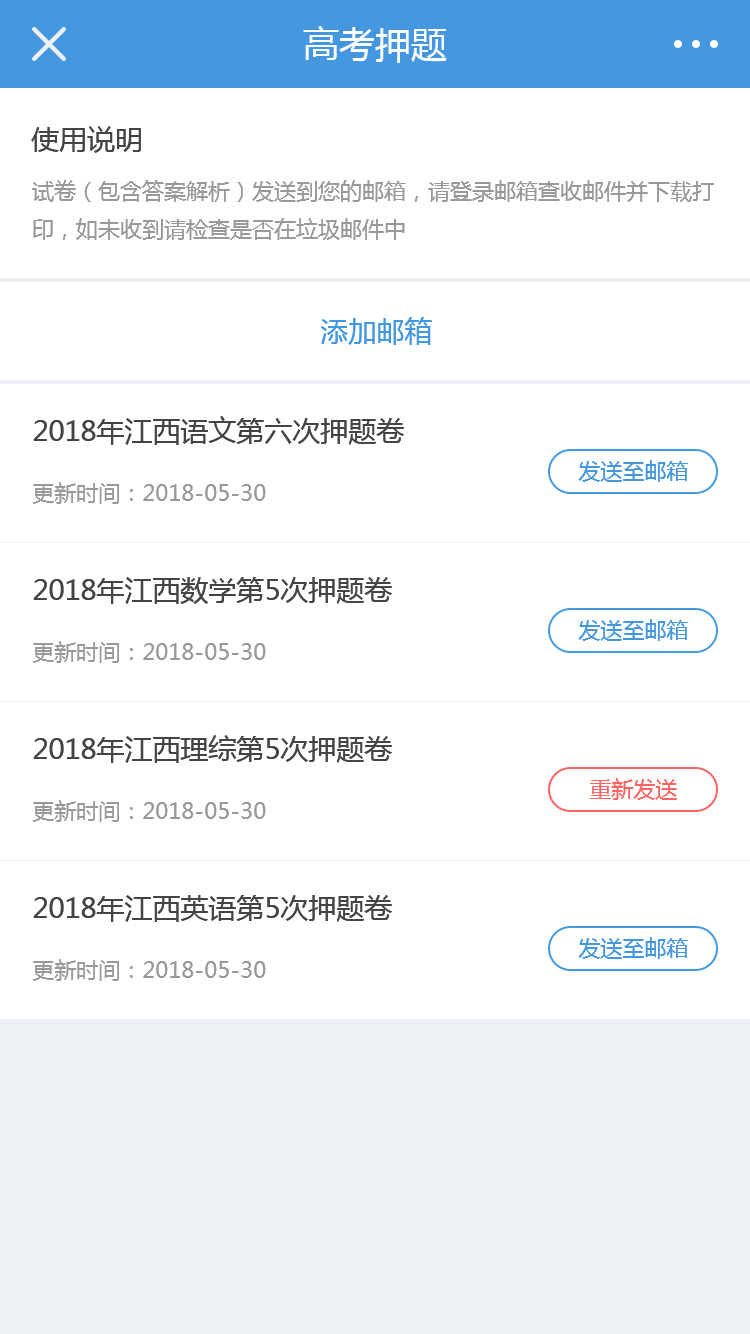 高考押题
使用说明
试卷（包含答案解析）发送到您的邮箱，请登录邮箱查收邮件并下载打
印，如未收到请检查是否在垃圾邮件中
添加邮箱
2018年江西语文第六次押题卷
更新时间：2018-05-30
发送至邮箱
2018年江西数学第5次押题卷
更新时间：2018-05-30
发送至邮箱
2018年江西理综第5次押题卷
更新时间：2018-05-30
重新发送
2018年江西英语第5次押题卷
更新时间：2018-05-30
发送至邮箱